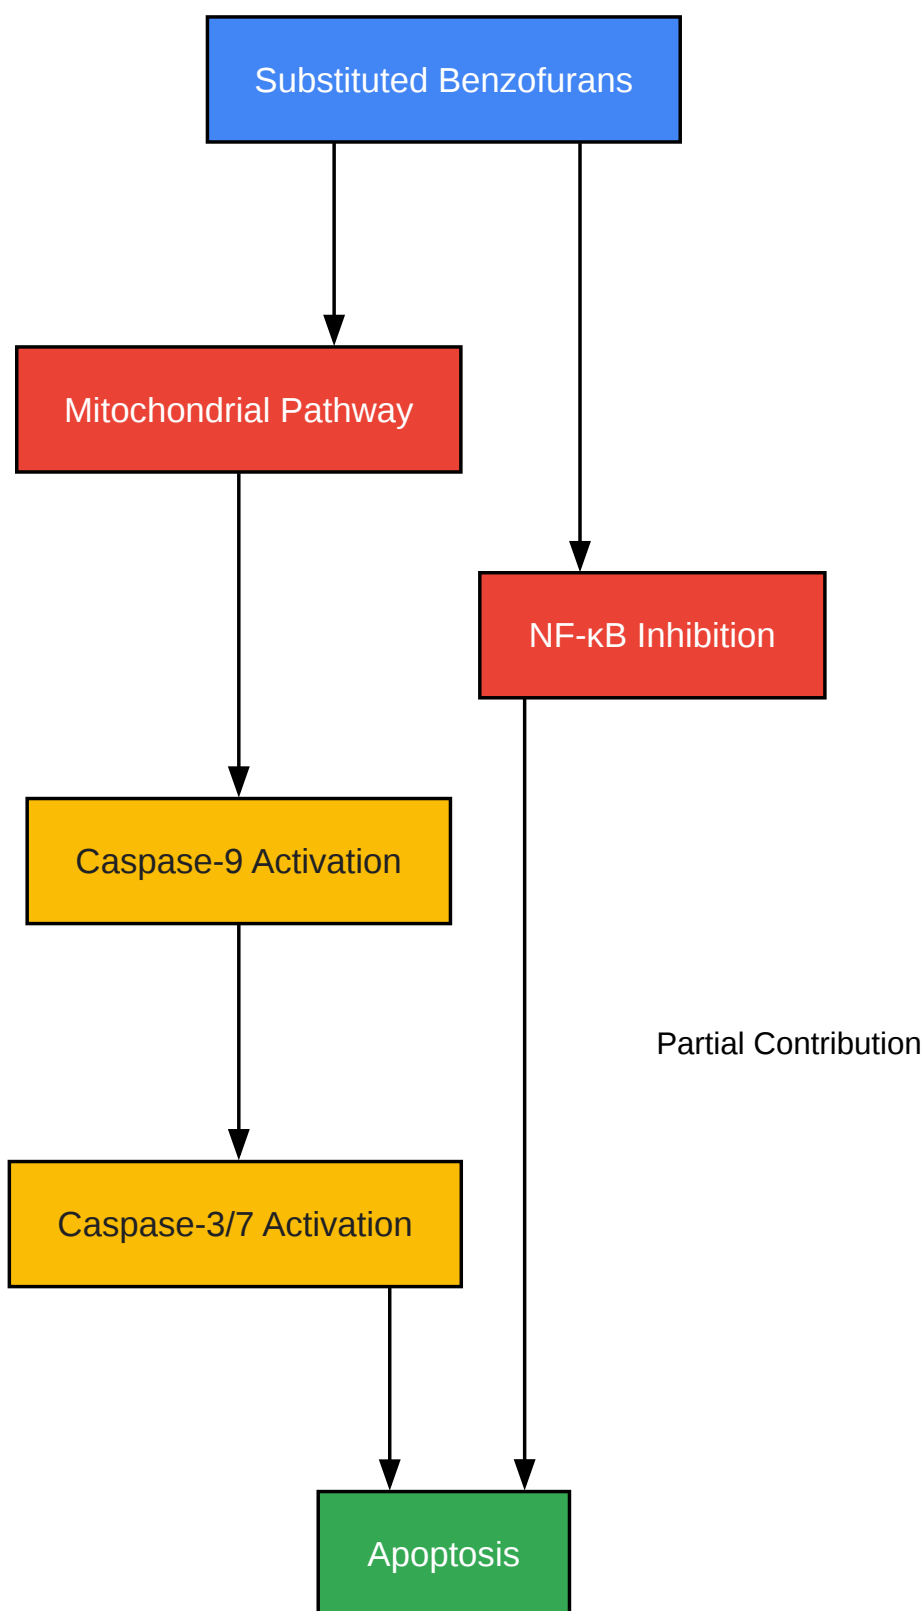 Substituted Benzofurans
Mitochondrial Pathway
NF-κB Inhibition
Caspase-9 Activation
Partial Contribution
Caspase-3/7 Activation
Apoptosis